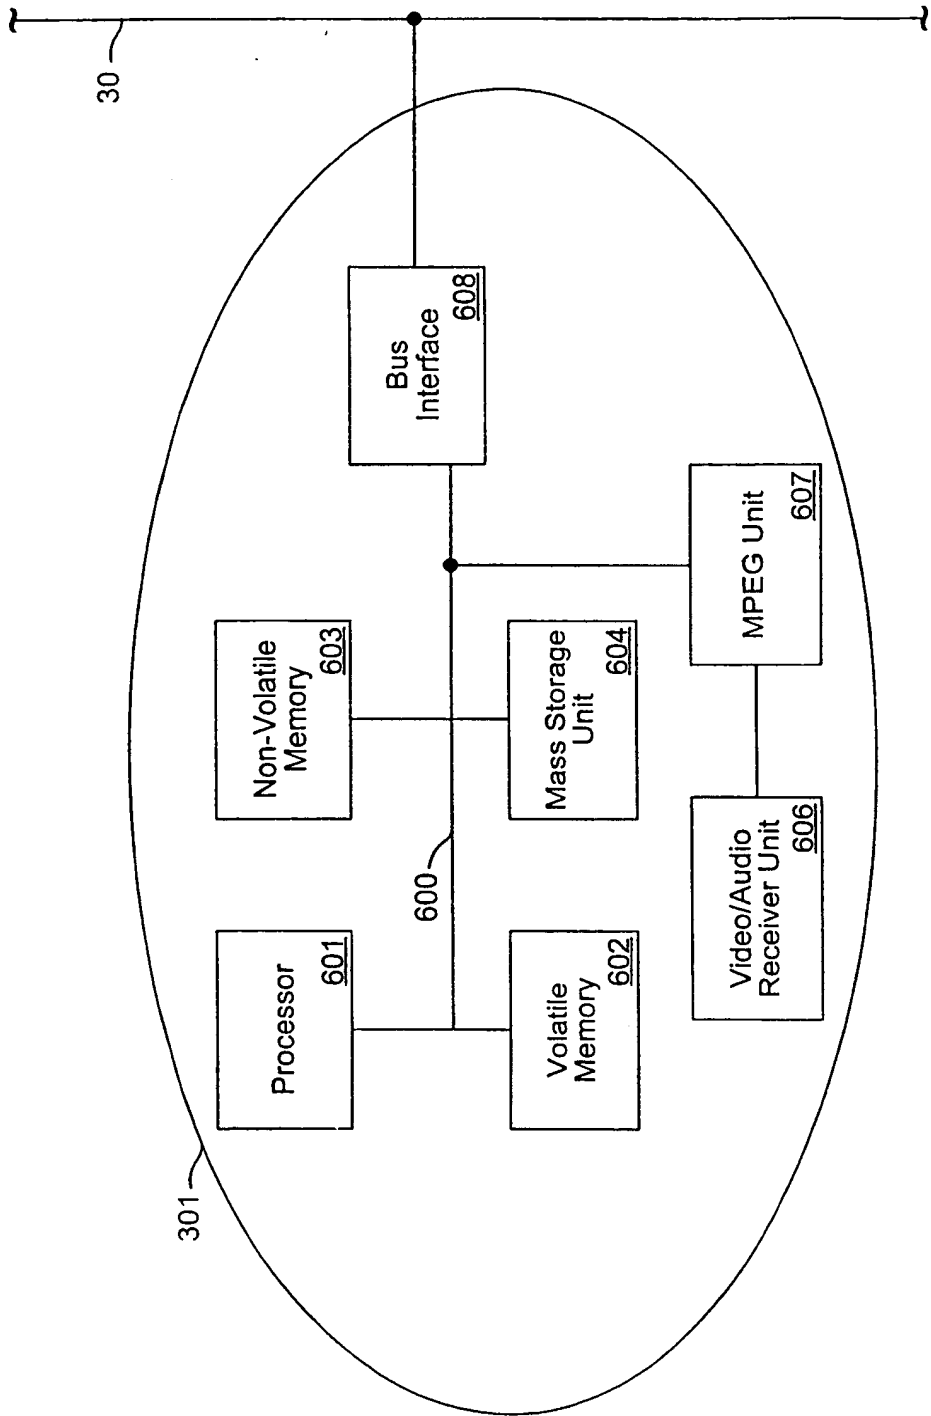 301
Processor
601
Non-Volatile
Memory
603
600
Volatile
Memory
602
Mass Storage
Unit
604
Video/Audio
Receiver Unit
606
MPEG Unit
607
Bus
Interface
608
30